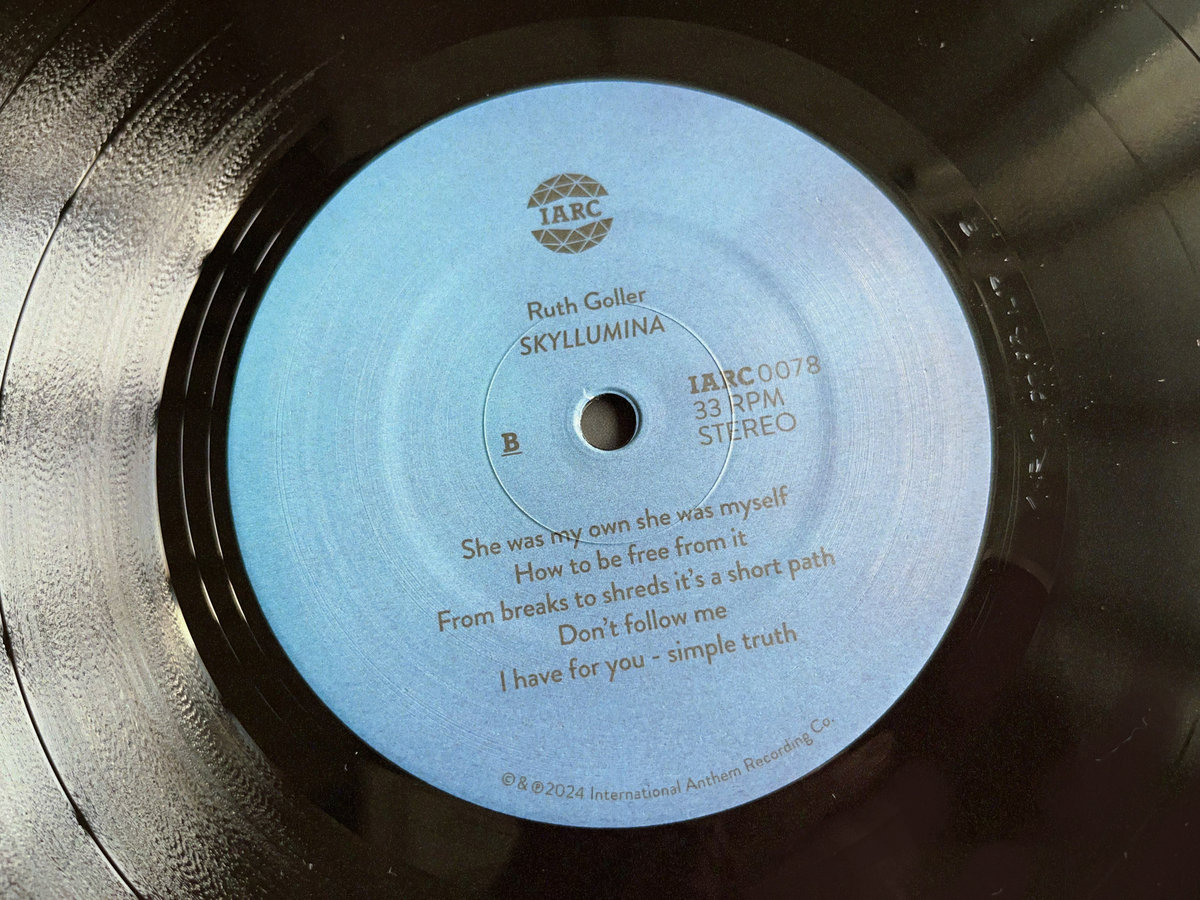 IARC
Ruth Goller
SKYLLUMINA
IARC0078
33 RPM
STEREO
B
She was my own she was myself
How to be free from it
From breaks to shreds it's a short path
Don't follow me
I have for you - simple truth
©&℗2024 International Anthem Recording Co.